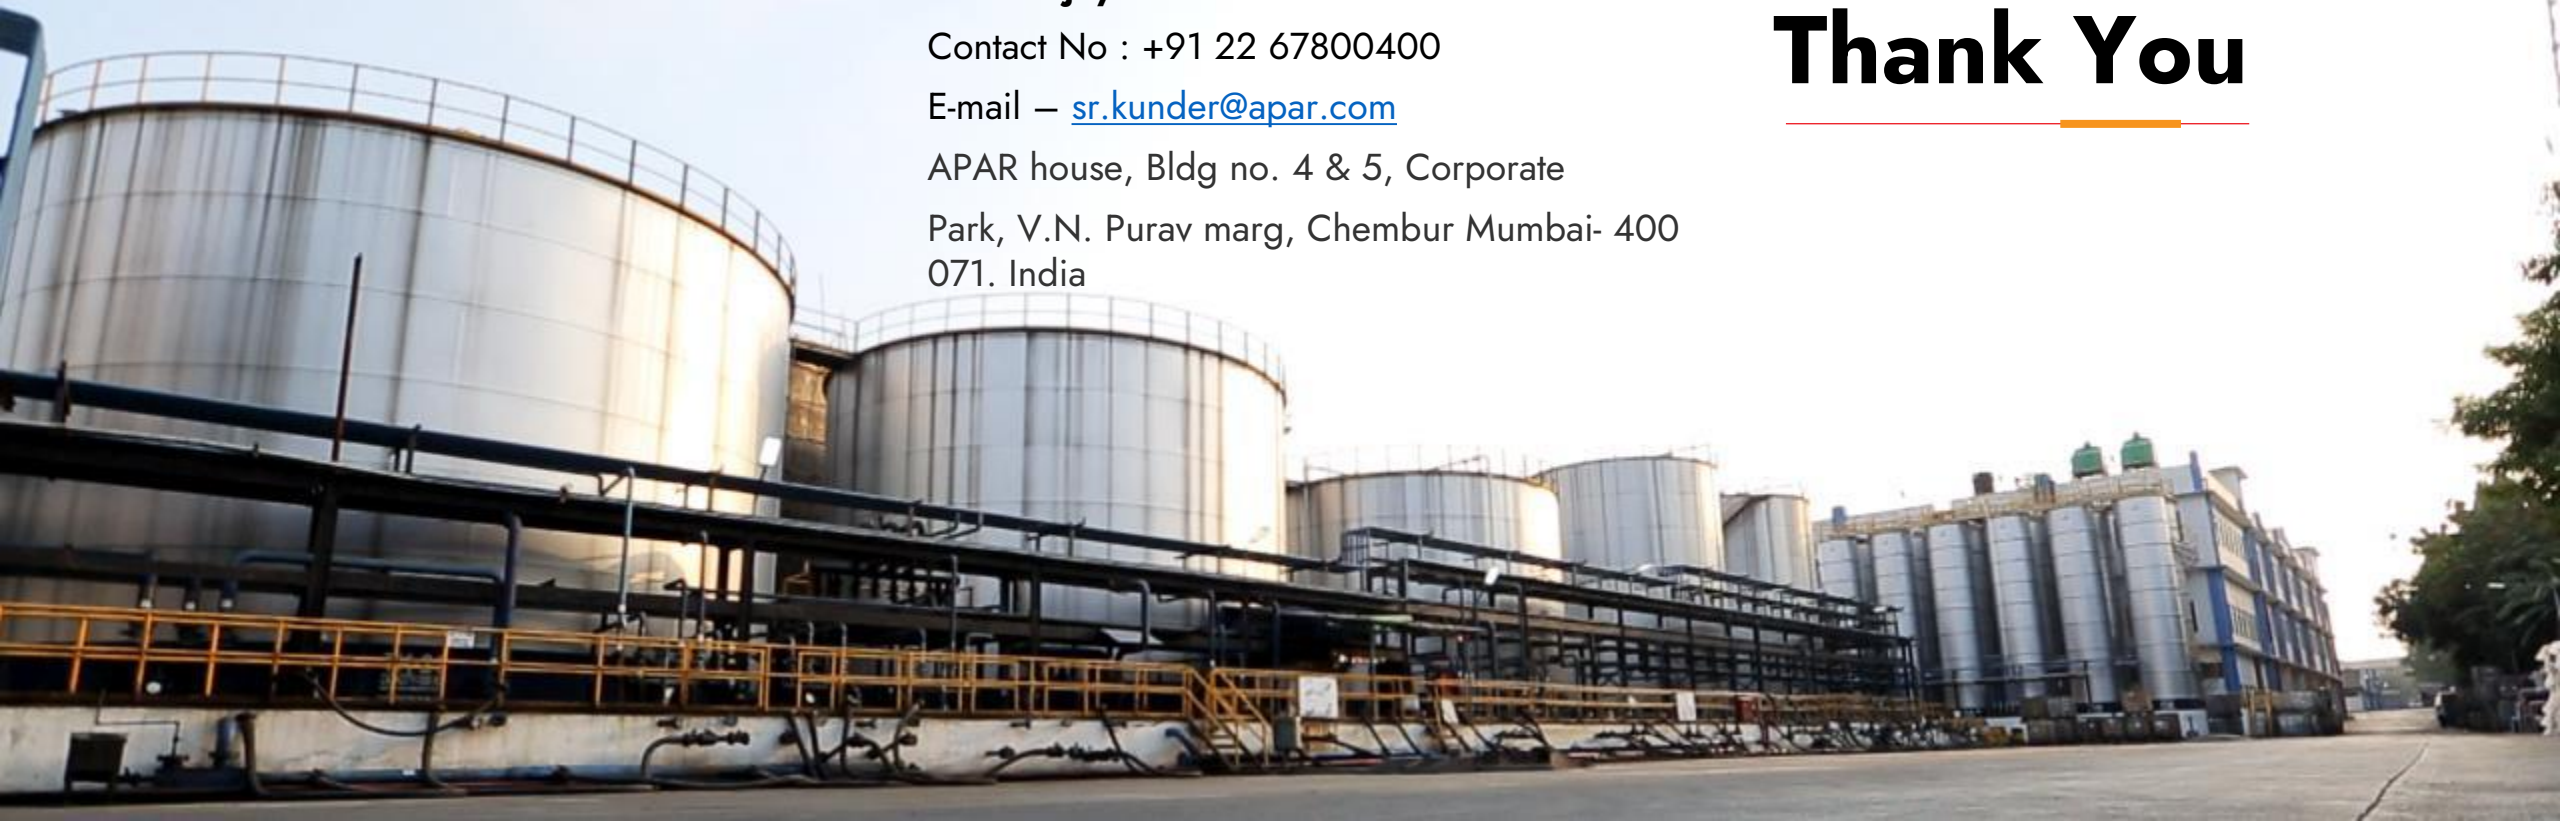 Contact No : +91 22 67800400
E-mail – sr.kunder@apar.com
APAR house, Bldg no. 4 & 5, Corporate
Park, V.N. Purav marg, Chembur Mumbai- 400
071. India
Thank You